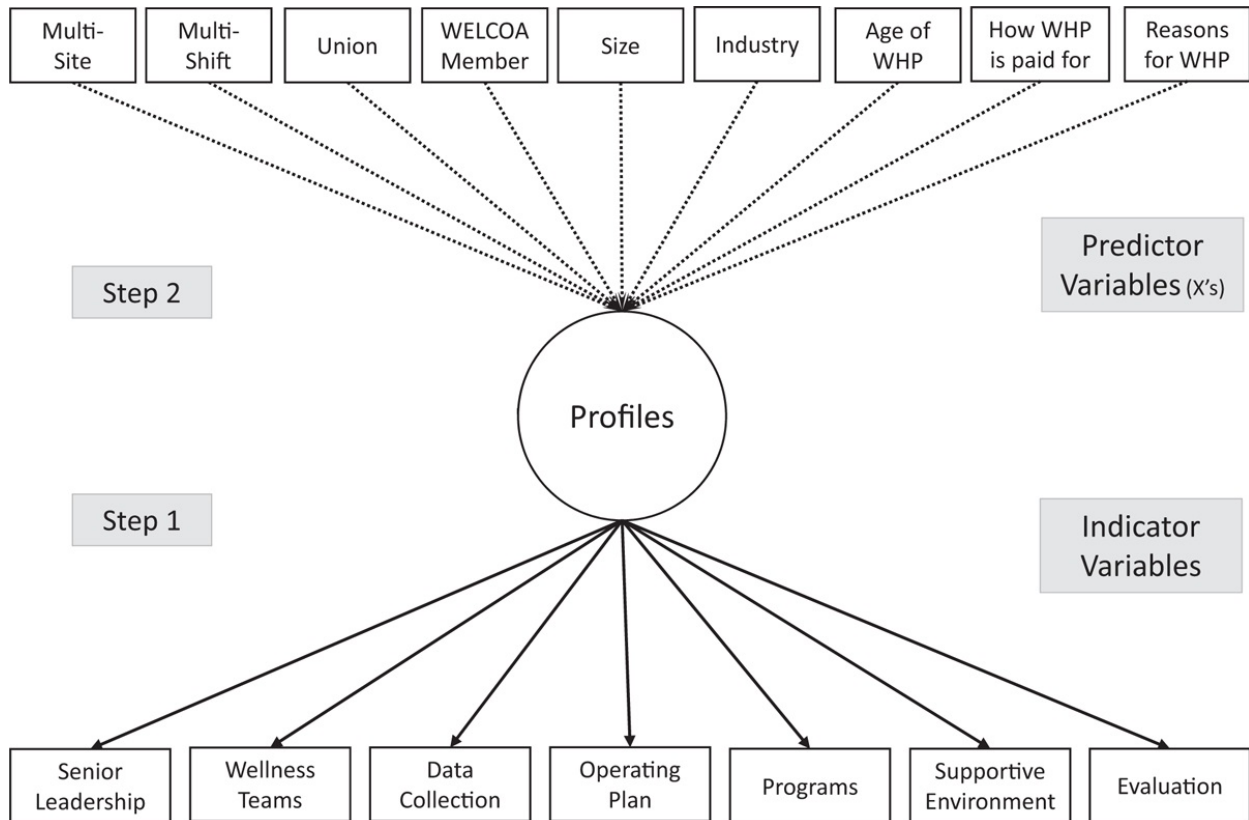 Multi-
Site
Multi-
Shift
Union
WELCOA
Member
Size
Industry
Age of
WHP
How WHP
is paid for
Reasons
for WHP
Step 2
Predictor
Variables (X's)
Profiles
Step 1
Indicator
Variables
Senior
Leadership
Wellness
Teams
Data
Collection
Operating
Plan
Programs
Supportive
Environment
Evaluation